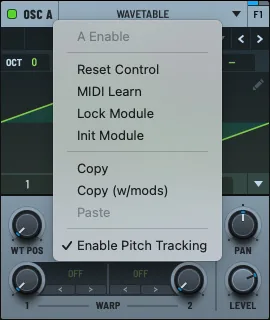 OSC A WAVETABLE F1
A Enable
Reset Control
OCT 0 –
MIDI Learn
Lock Module
Init Module
Copy
1
Copy (w/mods)
Paste
Enable Pitch Tracking
WT POS PAN
OFF OFF
1 WARP 2 LEVEL